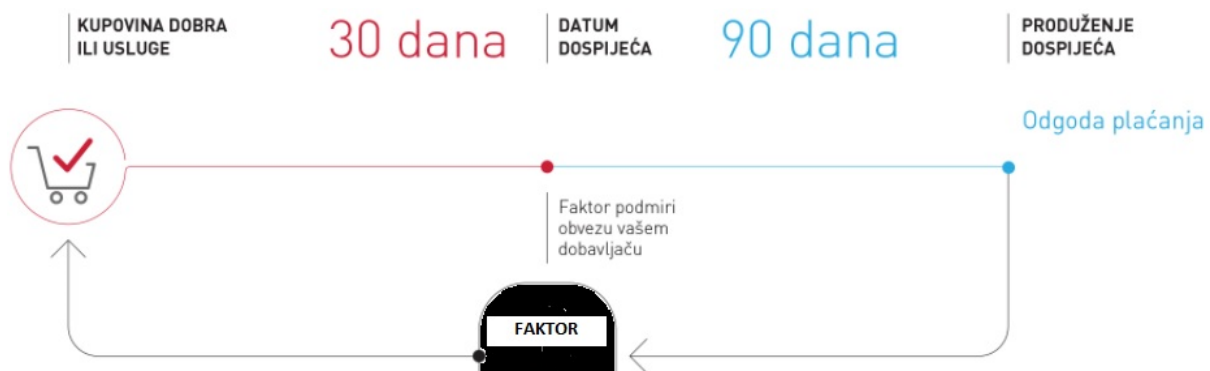 KUPOVINA DOBRA
ILI USLUGE
30 dana
DATUM
DOSPIJEĆA
90 dana
PRODUŽENJE
DOSPIJEĆA
Odgoda plaćanja
Faktor podmiri
obvezu vašem
dobavljaču
FAKTOR